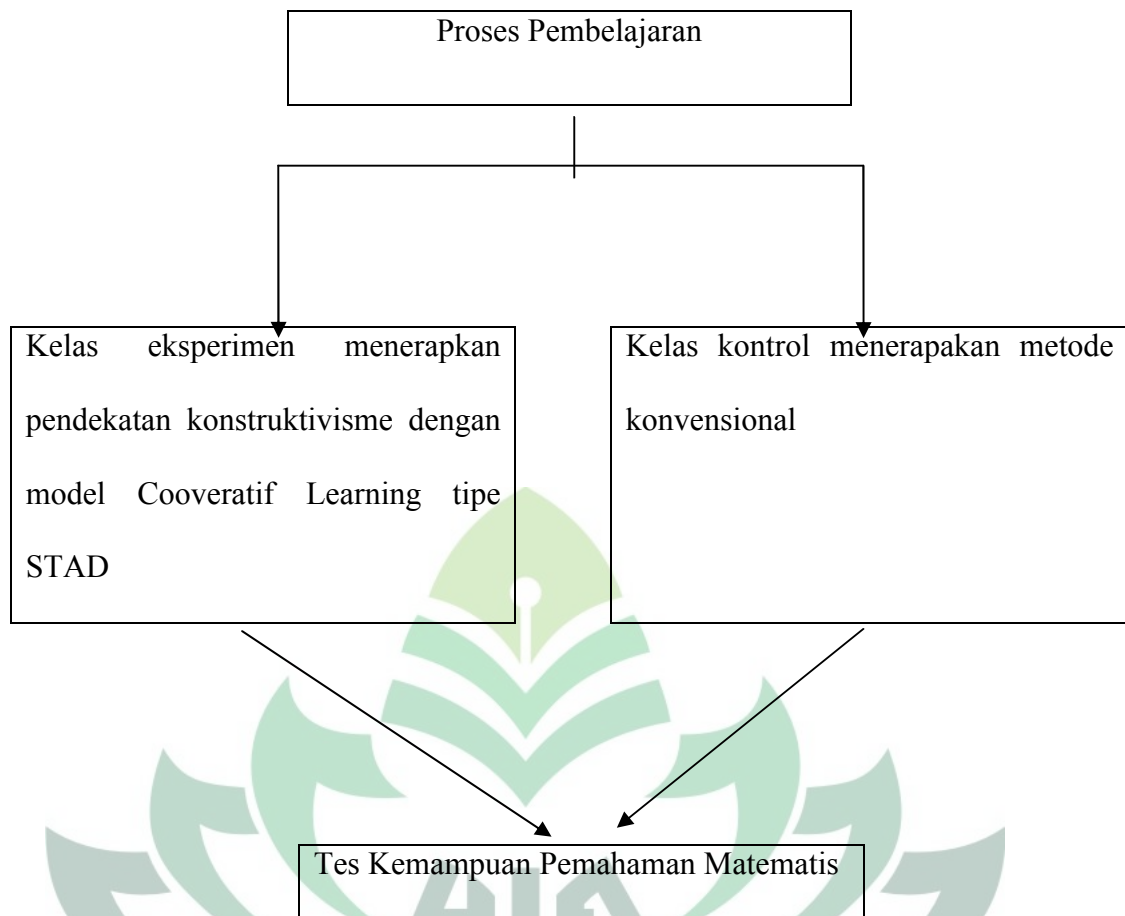 Proses Pembelajaran
Kelas eksperimen menerapkan
pendekatan konstruktivisme dengan
model Cooveratif Learning tipe
STAD
Kelas kontrol menerapakan metode
konvensional
Tes Kemampuan Pemahaman Matematis